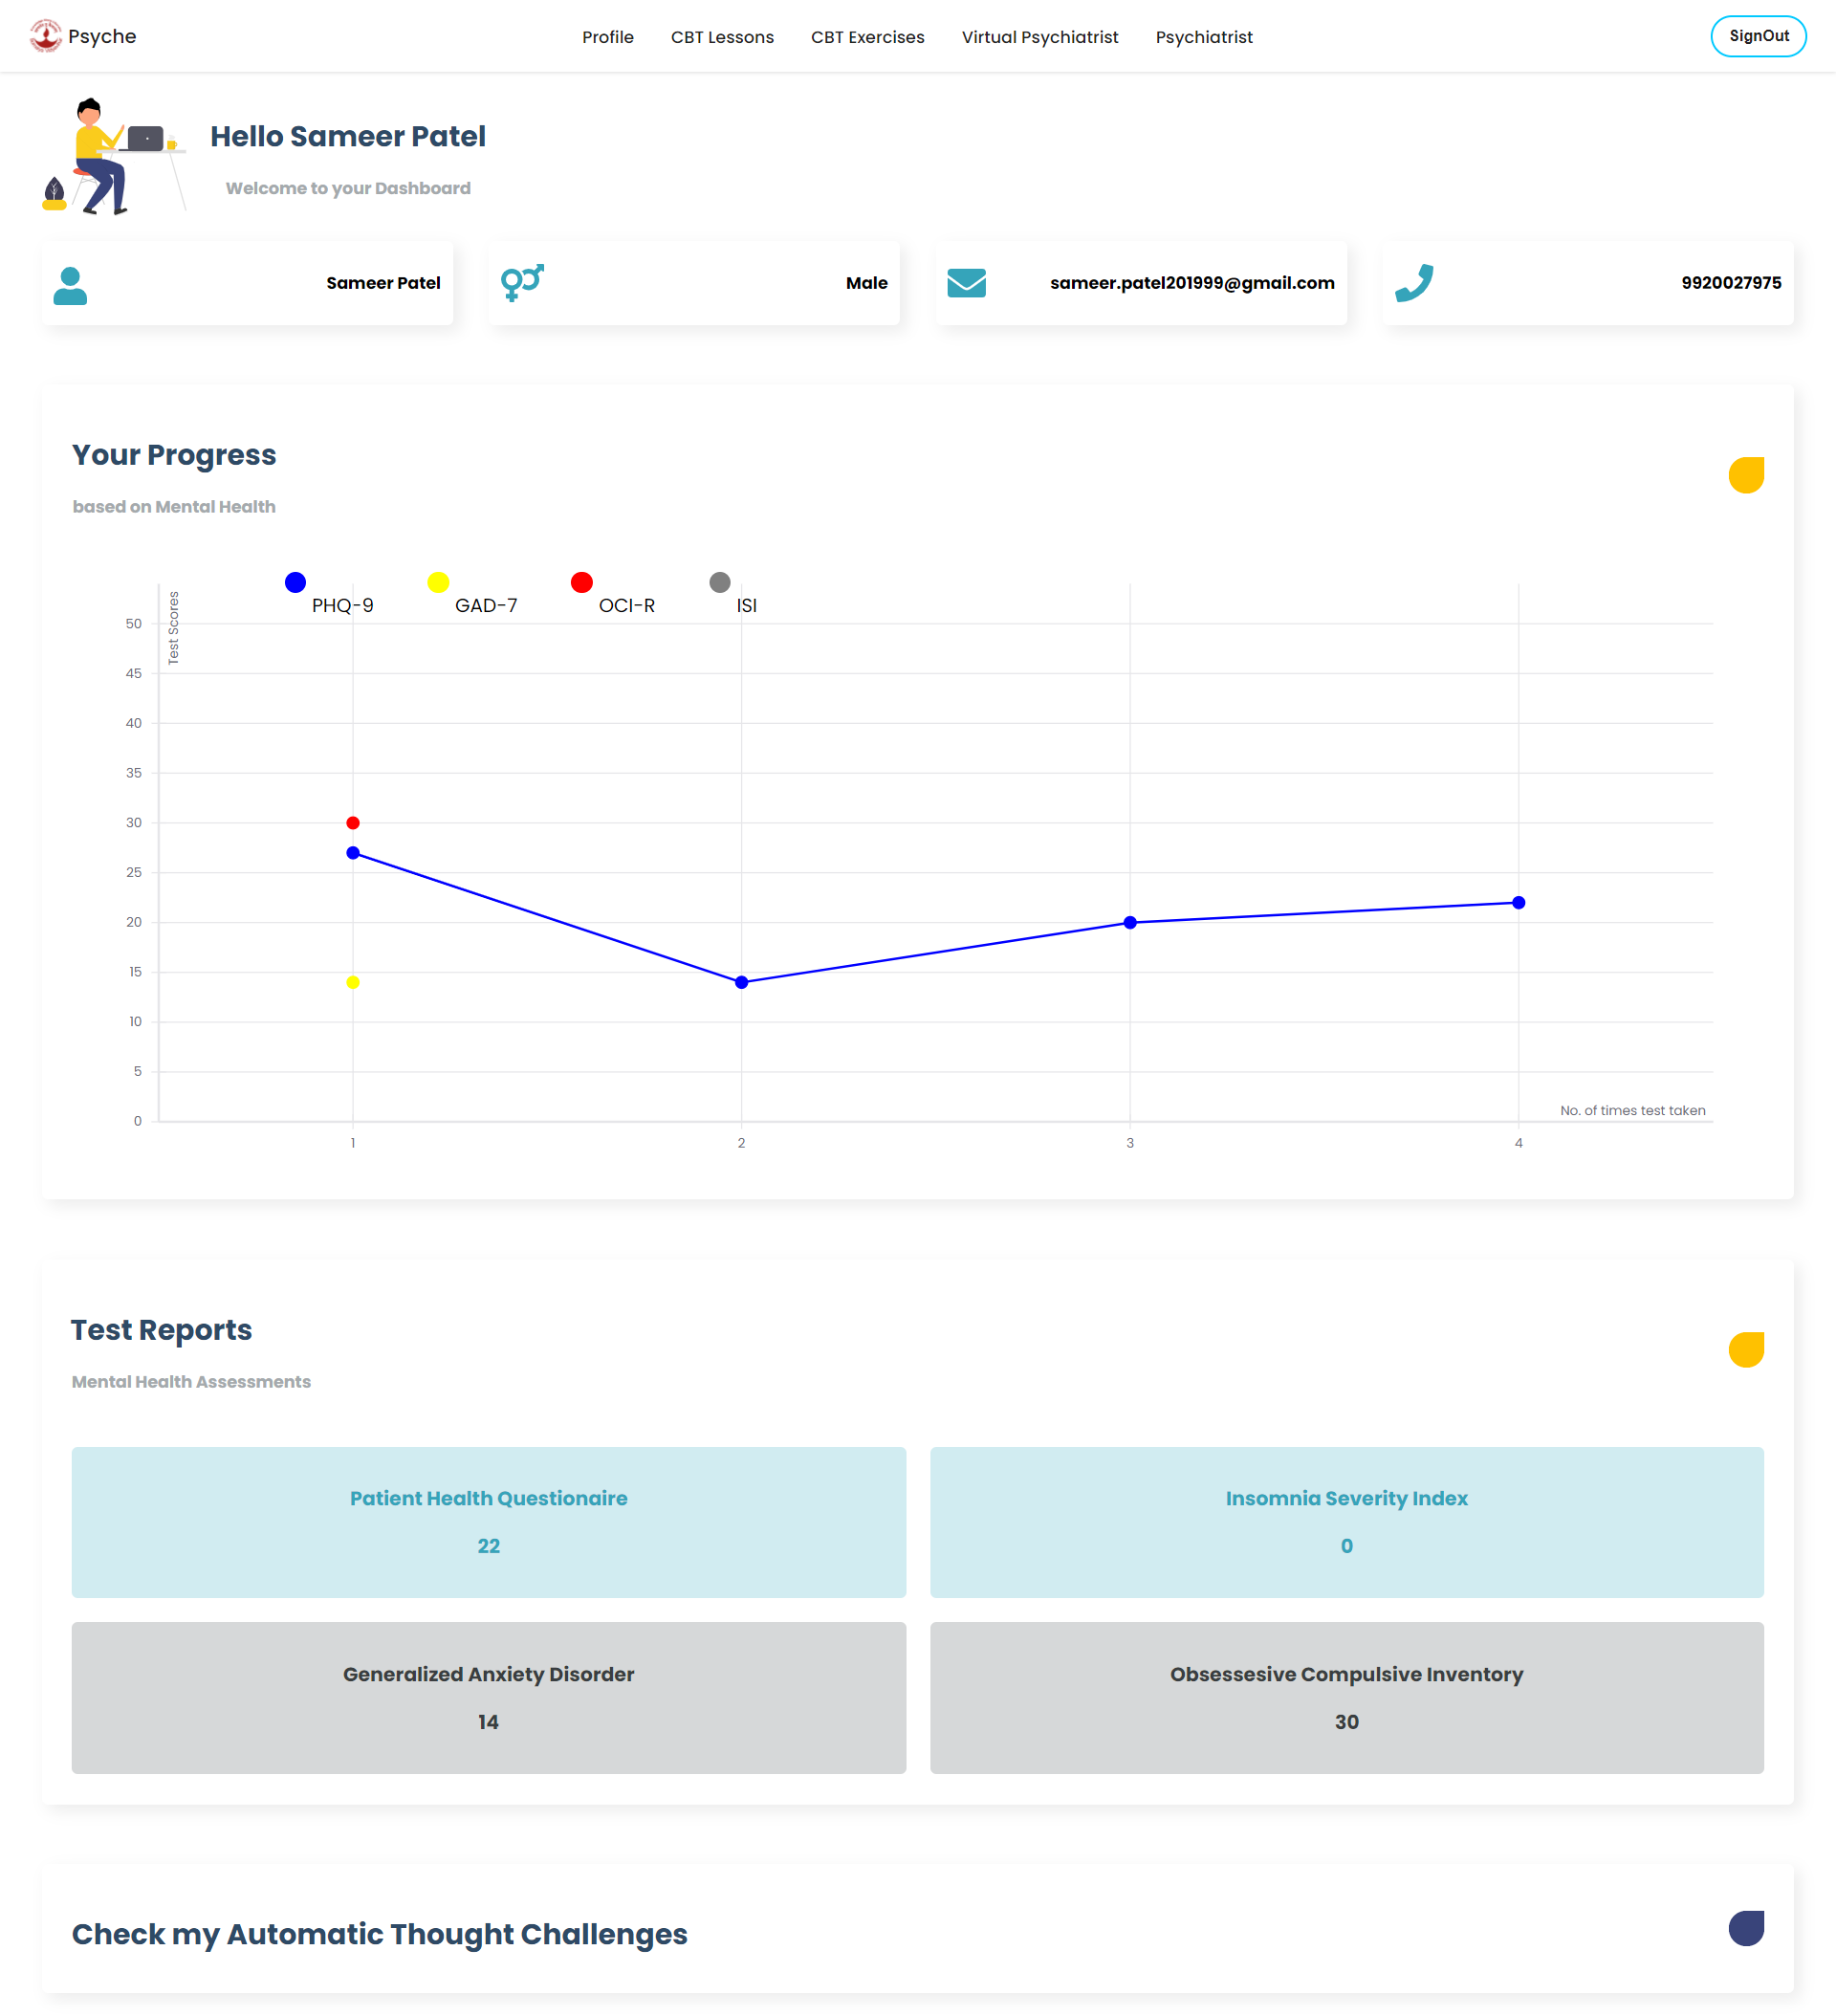 Psyche
Profile CBT Lessons CBT Exercises Virtual Psychiatrist Psychiatrist
SignOut
Hello Sameer Patel
Welcome to your Dashboard
Sameer Patel
Male
sameer.patel201999@gmail.com
9920027975
Your Progress
based on Mental Health
PHQ-9 GAD-7 OCI-R ISI
Test Scores
50
45
40
35
30
25
20
15
10
5
0
No. of times test taken
1 2 3 4
Test Reports
Mental Health Assessments
Patient Health Questionaire
22
Insomnia Severity Index
0
Generalized Anxiety Disorder
14
Obsessesive Compulsive Inventory
30
Check my Automatic Thought Challenges